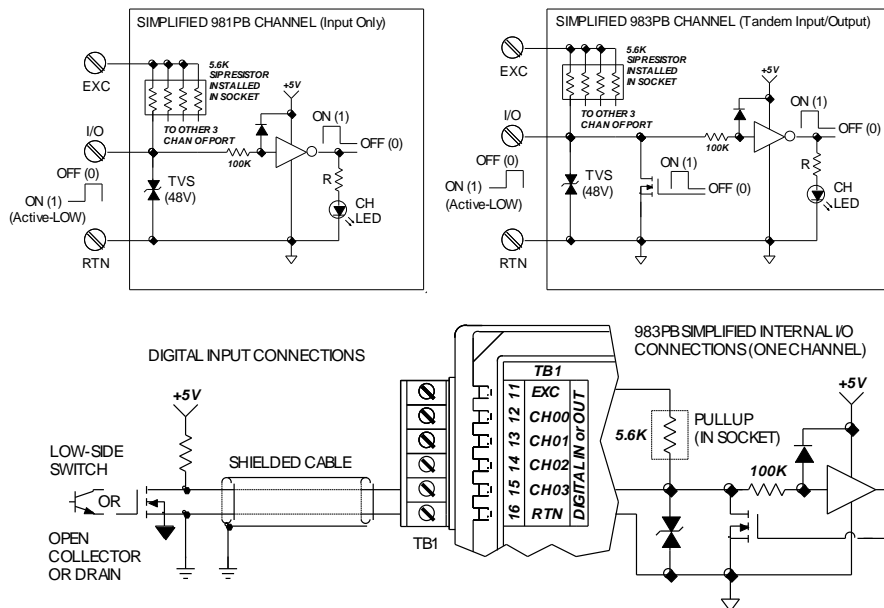 SIMPLIFIED 981PB CHANNEL (Input Only)
EXC
5.6K
SIP RESISTOR
INSTALLED
IN SOCKET
+5V
TO OTHER 3
CHAN OF PORT
ON (1)
OFF (0)
I/O
100K
OFF (0)
ON (1)
(Active-LOW)
TVS
(48V)
R
CH
LED
RTN
SIMPLIFIED 983PB CHANNEL (Tandem Input/Output)
EXC
5.6K
SIP RESISTOR
INSTALLED
IN SOCKET
+5V
TO OTHER 3
CHAN OF PORT
ON (1)
OFF (0)
I/O
100K
OFF (0)
ON (1)
(Active-LOW)
TVS
(48V)
ON (1)
OFF (0)
R
CH
LED
RTN
DIGITAL INPUT CONNECTIONS
+5V
LOW-SIDE
SWITCH
OR
OPEN
COLLECTOR
OR DRAIN
SHIELDED CABLE
TB1
TB1
11 EXC
12 CH00
13 CH01
14 CH02
15 CH03
16 RTN
DIGITAL IN or OUT
983PB SIMPLIFIED INTERNAL I/O
CONNECTIONS (ONE CHANNEL)
+5V
5.6K
PULLUP
(IN SOCKET)
100K